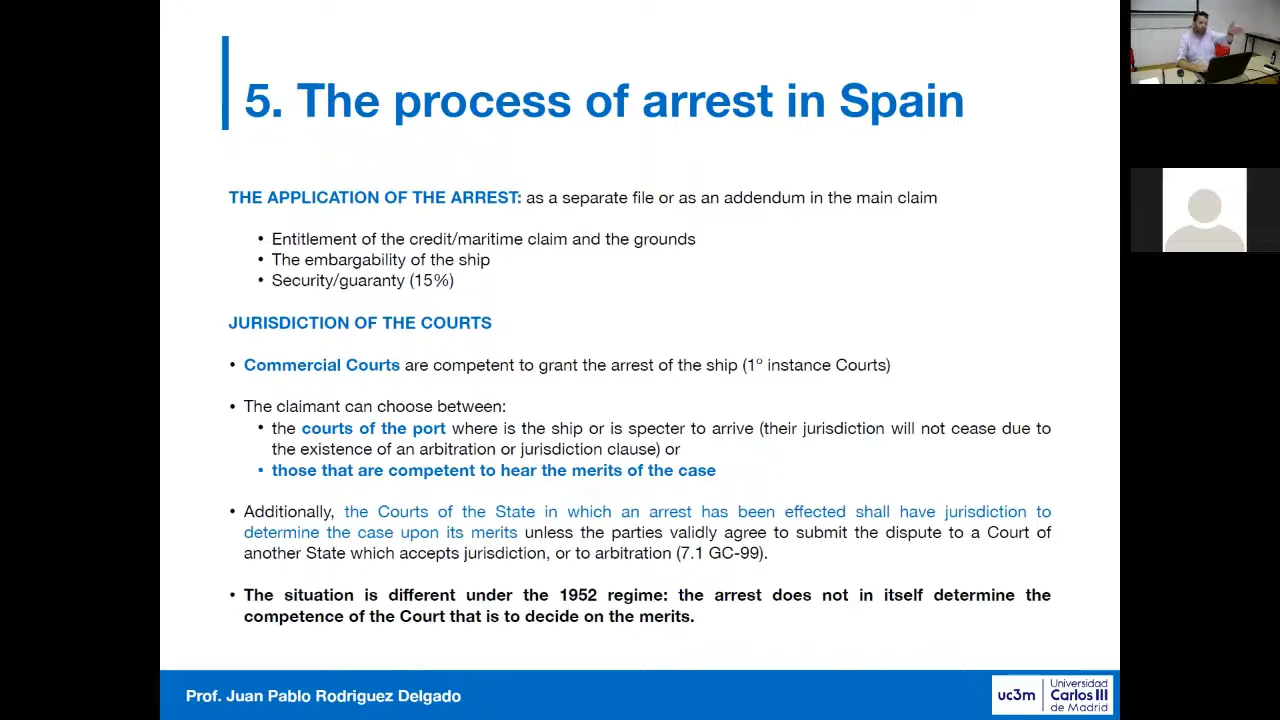 5. The process of arrest in Spain
THE APPLICATION OF THE ARREST: as a separate file or as an addendum in the main claim
• Entitlement of the credit/maritime claim and the grounds
• The embargability of the ship
• Security/guaranty (15%)
JURISDICTION OF THE COURTS
• Commercial Courts are competent to grant the arrest of the ship (1º instance Courts)
• The claimant can choose between:
• the courts of the port where is the ship or is specter to arrive (their jurisdiction will not cease due to
the existence of an arbitration or jurisdiction clause) or
• those that are competent to hear the merits of the case
• Additionally, the Courts of the State in which an arrest has been effected shall have jurisdiction to
determine the case upon its merits unless the parties validly agree to submit the dispute to a Court of
another State which accepts jurisdiction, or to arbitration (7.1 GC-99).
• The situation is different under the 1952 regime: the arrest does not in itself determine the
competence of the Court that is to decide on the merits.
Prof. Juan Pablo Rodriguez Delgado
uc3m
Universidad
Carlos III
de Madrid